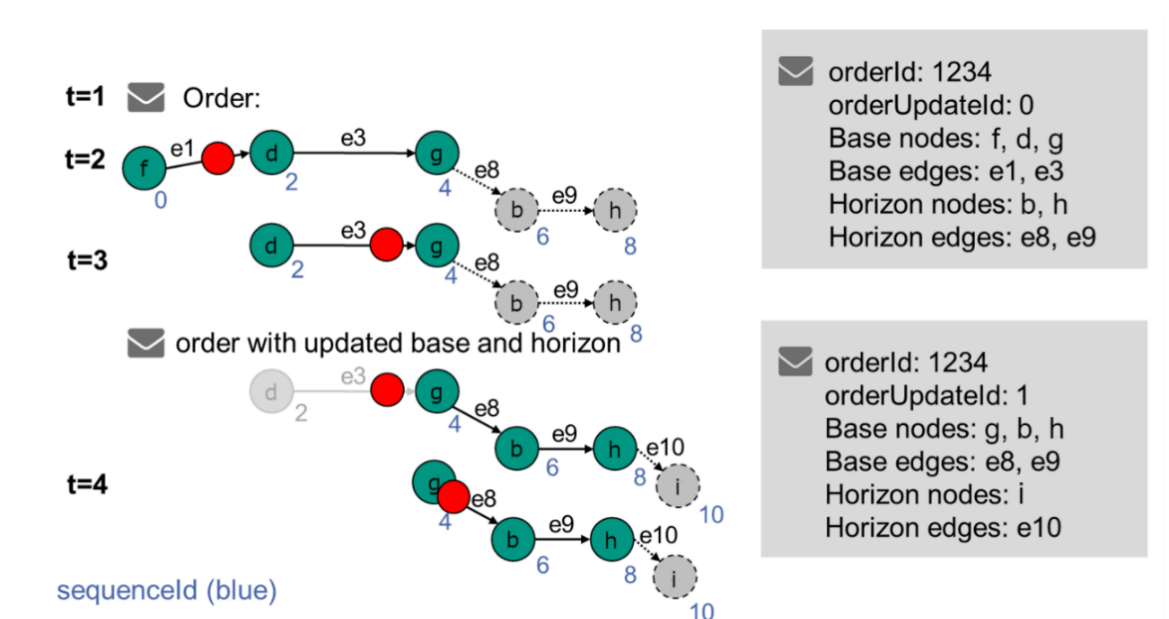 t=1 Order:
t=2 f e1 d e3 g e8 b e9 h
0 2 4 6 8
t=3 d e3 g e8 b e9 h
2 4 6 8
order with updated base and horizon
d e3 g e8 b e9 h e10 i
2 4 6 8 10
t=4 g e8 b e9 h e10 i
4 6 8 10
sequenceId (blue)
orderId: 1234
orderUpdateId: 0
Base nodes: f, d, g
Base edges: e1, e3
Horizon nodes: b, h
Horizon edges: e8, e9
orderId: 1234
orderUpdateId: 1
Base nodes: g, b, h
Base edges: e8, e9
Horizon nodes: i
Horizon edges: e10